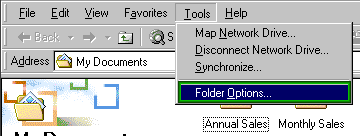 File Edit View Favorites Tools Help
Back
Map Network Drive...
Disconnect Network Drive...
Synchronize...
Folder Options...
Address My Documents
Annual Sales Monthly Sales